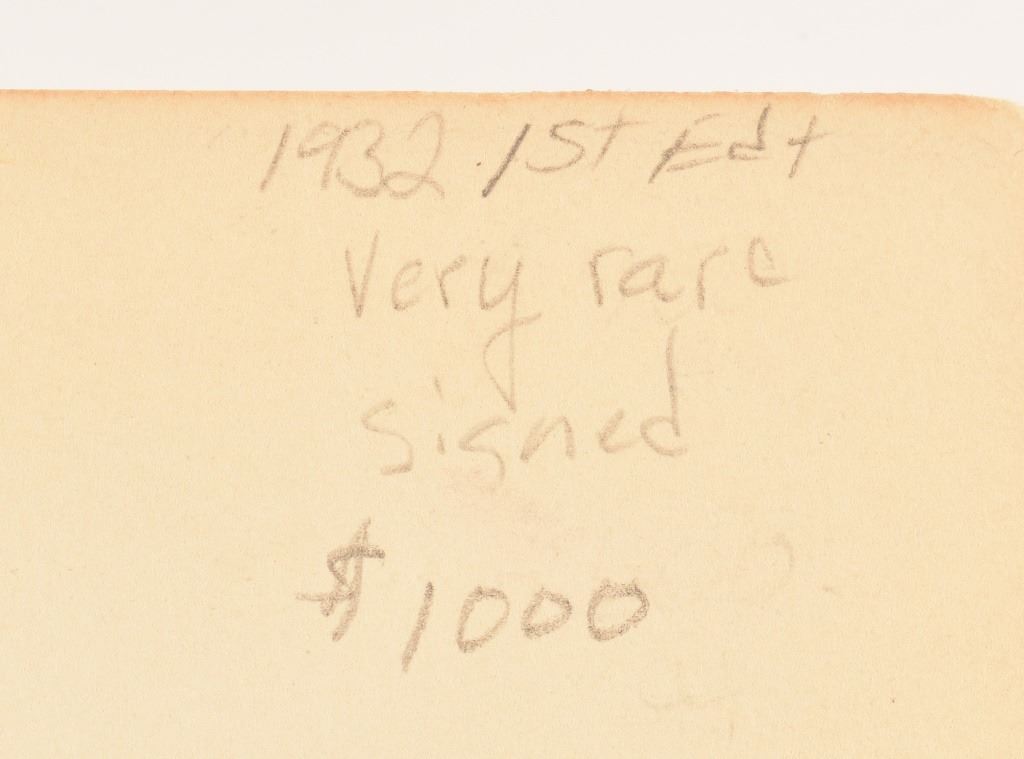 1932 1st Edt
Very rare
signed
$1000